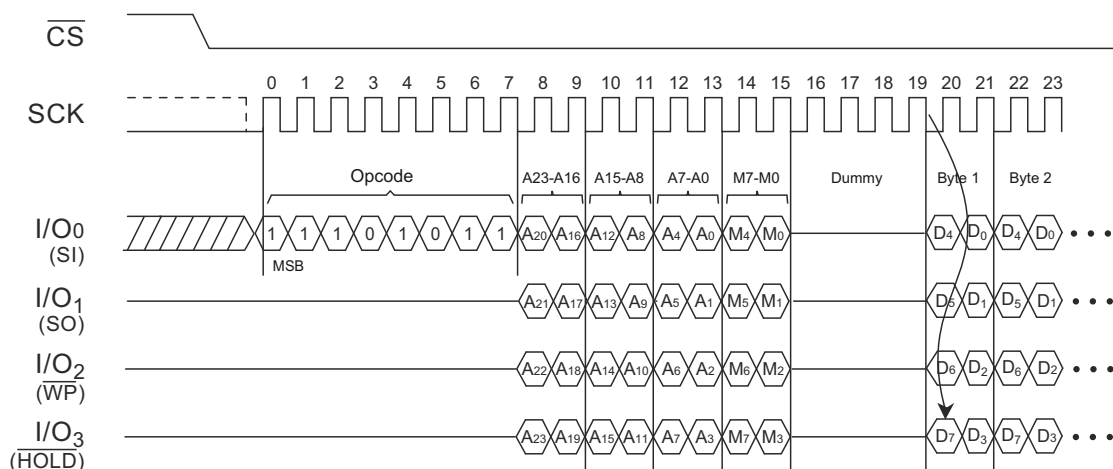 CS
0 1 2 3 4 5 6 7 8 9 10 11 12 13 14 15 16 17 18 19 20 21 22 23
SCK
Opcode A23-A16 A15-A8 A7-A0 M7-M0 Dummy Byte 1 Byte 2
I/O0 1 1 1 0 1 0 1 1 A20 A16 A12 A8 A4 A0 M4 M0 D4 D0 D4 D0
(SI)
MSB
I/O1 A21 A17 A13 A9 A5 A1 M5 M1 D5 D1 D5 D1
(SO)
I/O2 A22 A18 A14 A10 A6 A2 M6 M2 D6 D2 D6 D2
(WP)
I/O3 A23 A19 A15 A11 A7 A3 M7 M3 D7 D3 D7 D3
(HOLD)